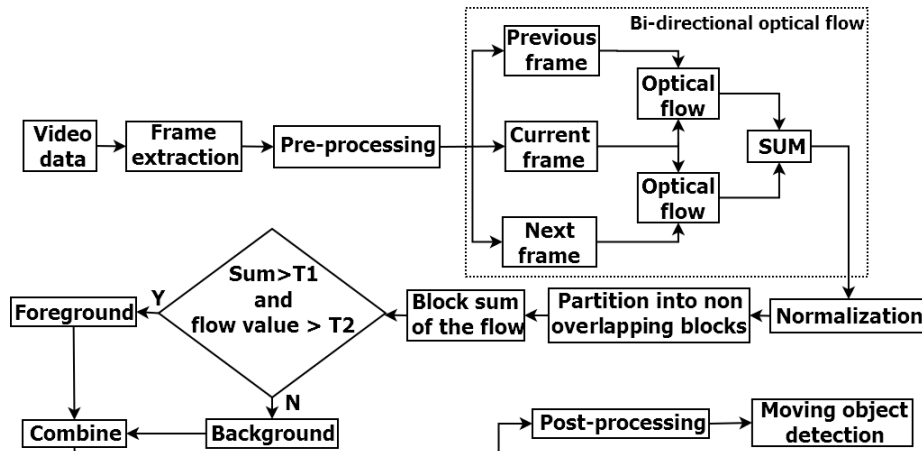 Bi-directional optical flow
Previous
frame
Optical
flow
Video
data
Frame
extraction
Pre-processing
Current
frame
SUM
Optical
flow
Next
frame
Sum>T1
and
flow value > T2
Y
N
Foreground
Block sum
of the flow
Partition into non
overlapping blocks
Normalization
Combine
Background
Post-processing
Moving object
detection